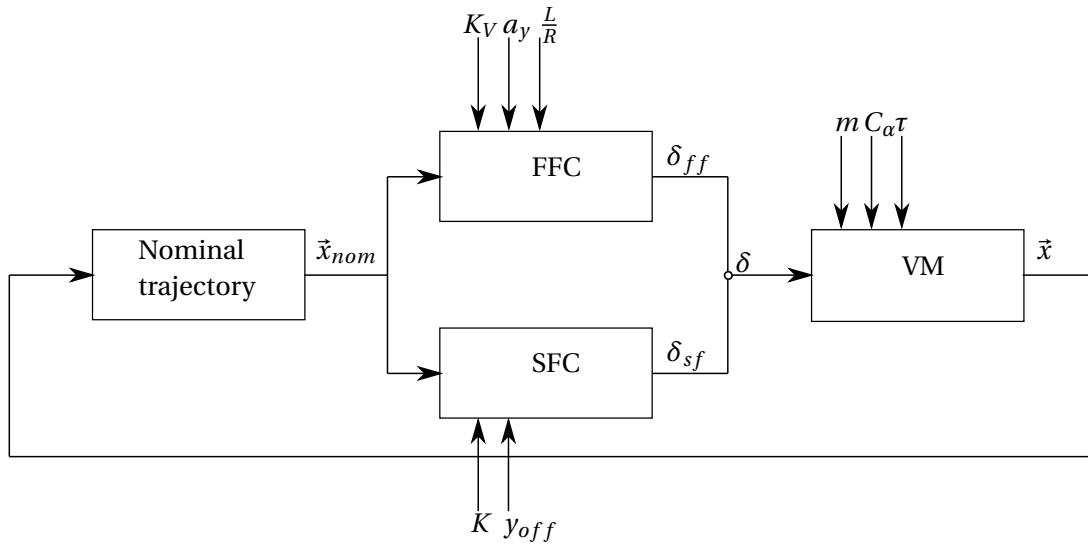 K_V a_y L/R
m C_α τ
FFC
δ_ff
Nominal
trajectory
x⃗_nom
δ
VM
x⃗
SFC
δ_sf
K y_off